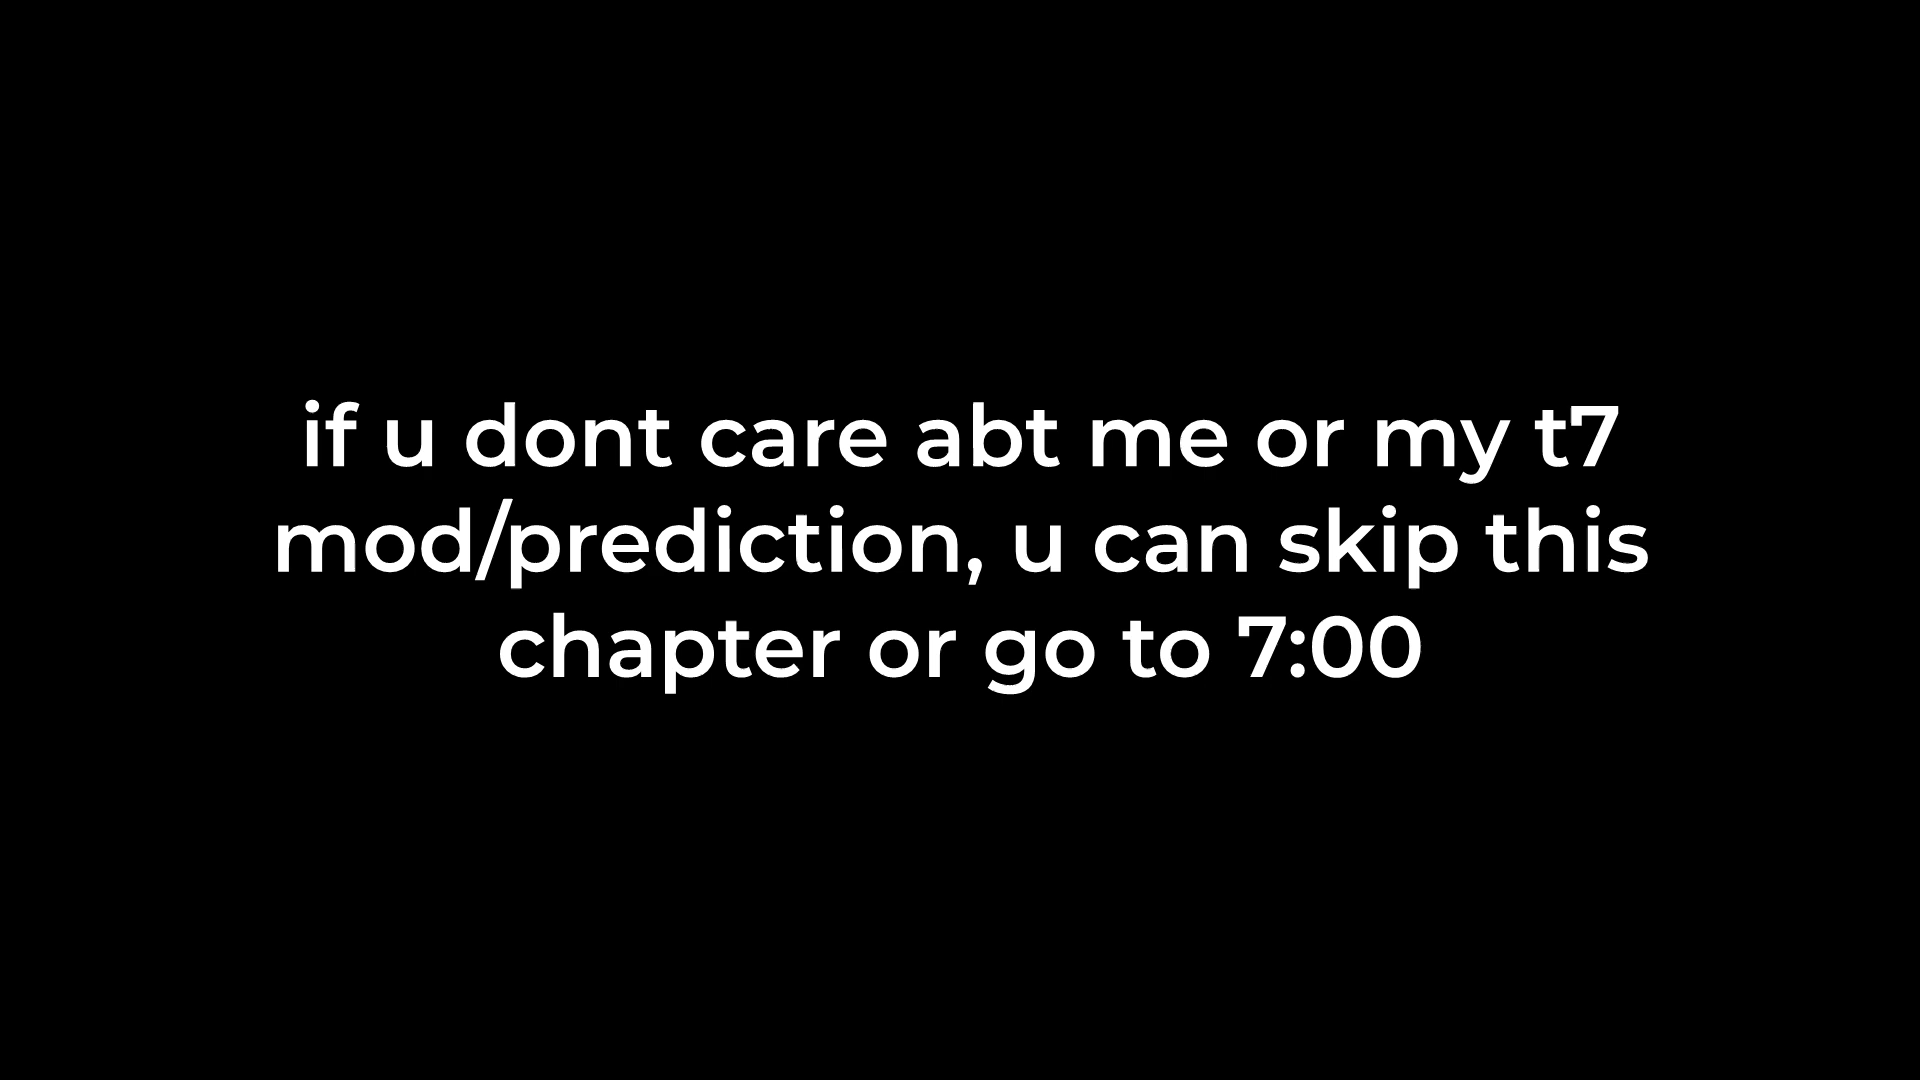 if u dont care abt me or my t7
mod/prediction, u can skip this
chapter or go to 7:00